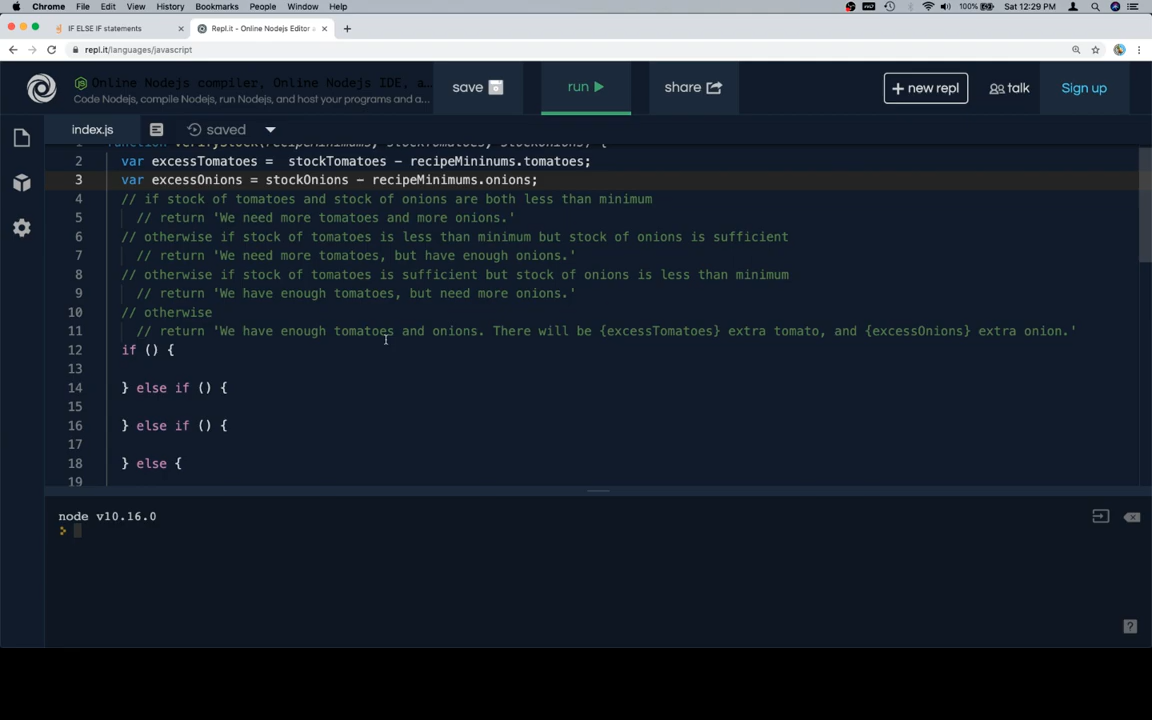 Chrome File Edit View History Bookmarks People Window Help 100% Sat 12:29 PM
IF ELSE IF statements Repl.it - Online Nodejs Editor
repl.it/languages/javascript
Online Nodejs compiler, Online Nodejs IDE, a...
Code Nodejs, compile Nodejs, run Nodejs, and host your programs and a...
save run share + new repl talk Sign up
index.js saved
1 function verifyStock(recipeMinimums, stockTomatoes, stockOnions) {
2 var excessTomatoes =  stockTomatoes - recipeMininums.tomatoes;
3 var excessOnions = stockOnions - recipeMinimums.onions;
4 // if stock of tomatoes and stock of onions are both less than minimum
5 // return 'We need more tomatoes and more onions.'
6 // otherwise if stock of tomatoes is less than minimum but stock of onions is sufficient
7 // return 'We need more tomatoes, but have enough onions.'
8 // otherwise if stock of tomatoes is sufficient but stock of onions is less than minimum
9 // return 'We have enough tomatoes, but need more onions.'
10 // otherwise
11 // return 'We have enough tomatoes and onions. There will be {excessTomatoes} extra tomato, and {excessOnions} extra onion.'
12 if () {
13
14 } else if () {
15
16 } else if () {
17
18 } else {
19
node v10.16.0
>
?